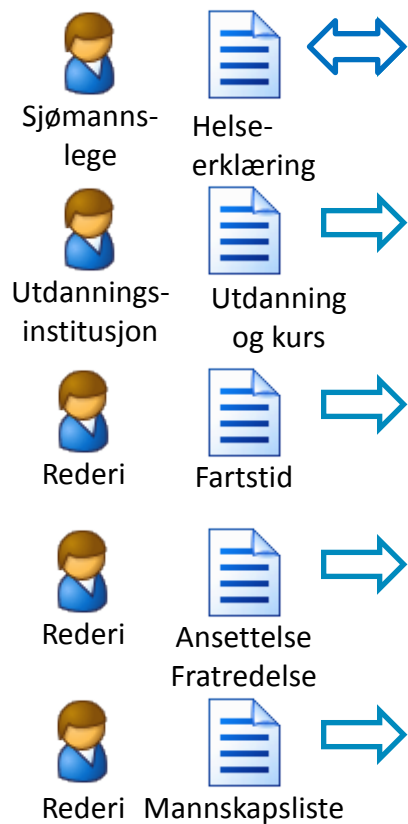 Sjømanns-
lege
Helse-
erklæring
Utdannings-
institusjon
Utdanning
og kurs
Rederi
Fartstid
Rederi
Ansettelse
Fratredelse
Rederi
Mannskapsliste